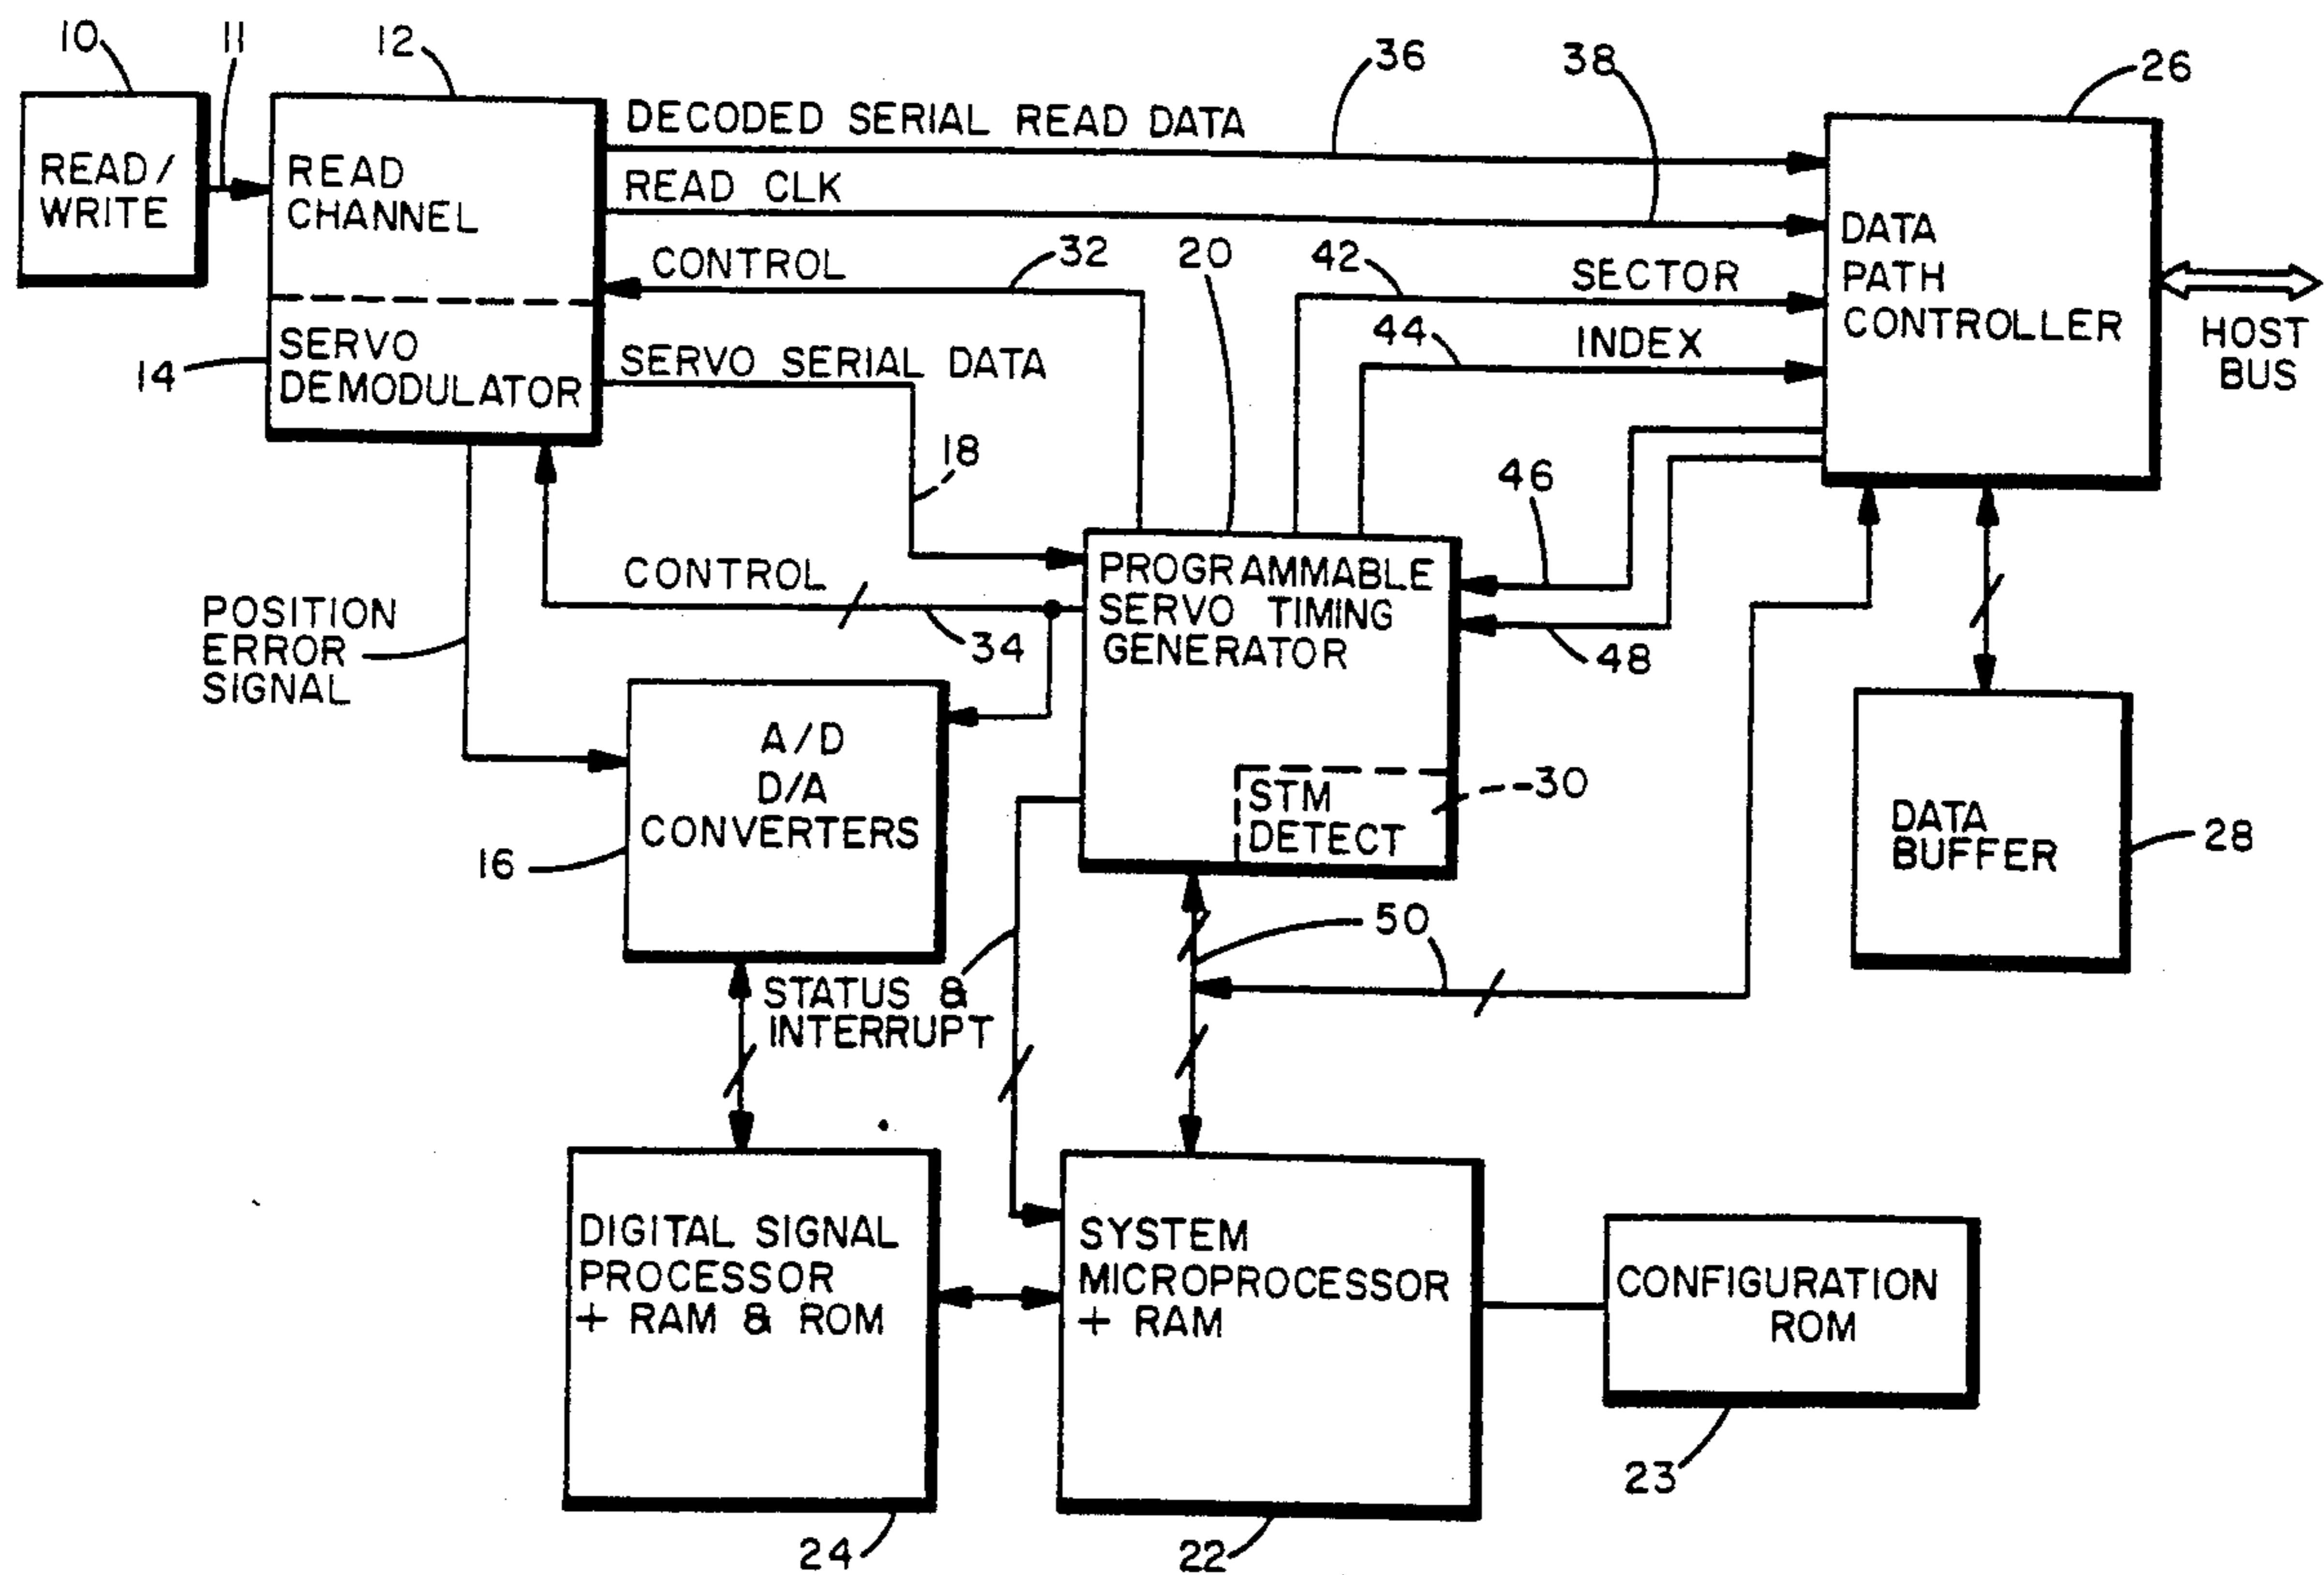 10
11
12
36
38
26
READ/
WRITE
READ
CHANNEL
DECODED SERIAL READ DATA
READ CLK
CONTROL
32
20
42
SECTOR
44
INDEX
DATA
PATH
CONTROLLER
HOST
BUS
14
SERVO
DEMODULATOR
SERVO SERIAL DATA
18
46
48
CONTROL
34
POSITION
ERROR
SIGNAL
PROGRAMMABLE
SERVO TIMING
GENERATOR
STM
DETECT
30
A/D
D/A
CONVERTERS
16
DATA
BUFFER
28
50
STATUS &
INTERRUPT
DIGITAL SIGNAL
PROCESSOR
+ RAM & ROM
24
SYSTEM
MICROPROCESSOR
+ RAM
22
CONFIGURATION
ROM
23